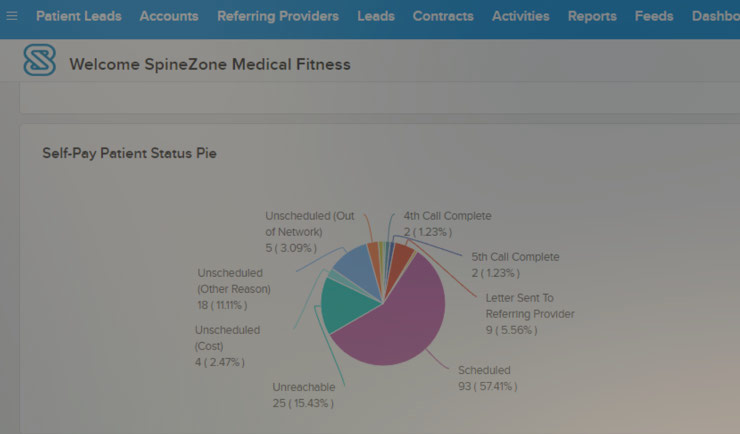 Patient Leads Accounts Referring Providers Leads Contracts Activities Reports Feeds Dashbo
Welcome SpineZone Medical Fitness
Self-Pay Patient Status Pie
Unscheduled (Out
of Network)
5 ( 3.09% )
4th Call Complete
2 ( 1.23% )
5th Call Complete
2 ( 1.23% )
Unscheduled
(Other Reason)
18 ( 11.11% )
Letter Sent To
Referring Provider
9 ( 5.56% )
Unscheduled
(Cost)
4 ( 2.47% )
Scheduled
93 ( 57.41% )
Unreachable
25 ( 15.43% )